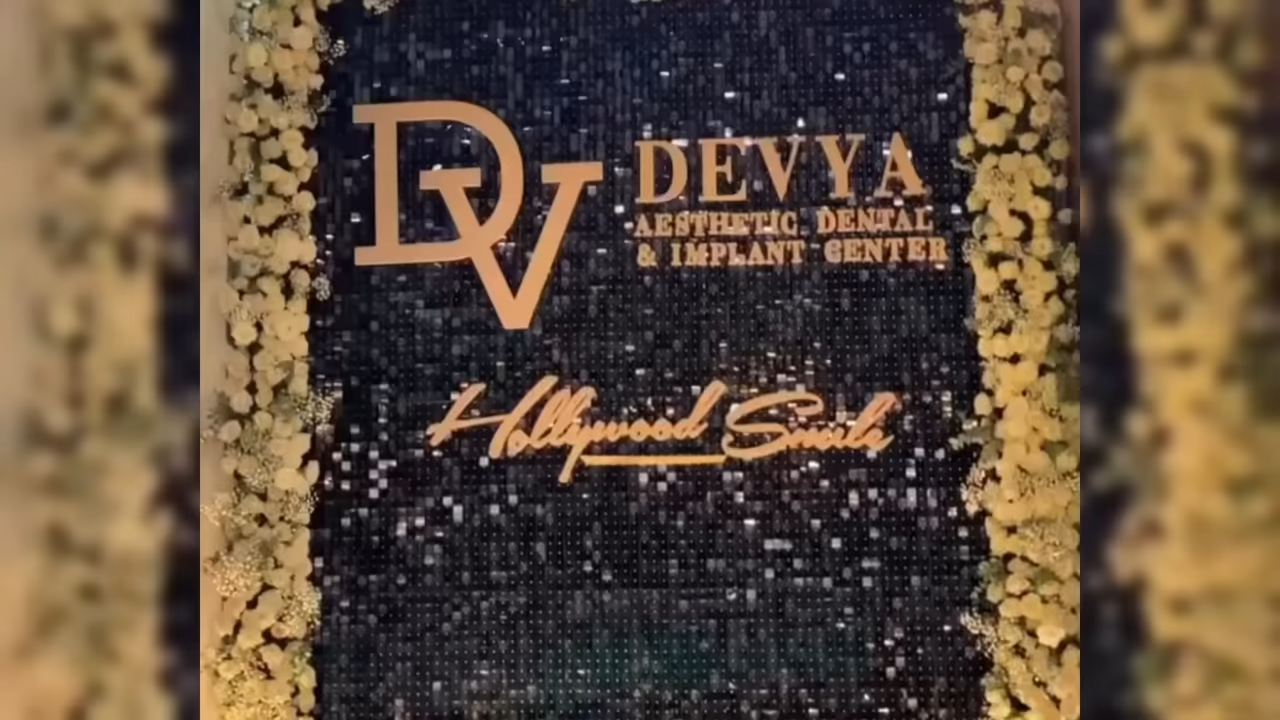 DV
DEVYA
AESTHETIC DENTAL
& IMPLANT CENTER
Hollywood Smile